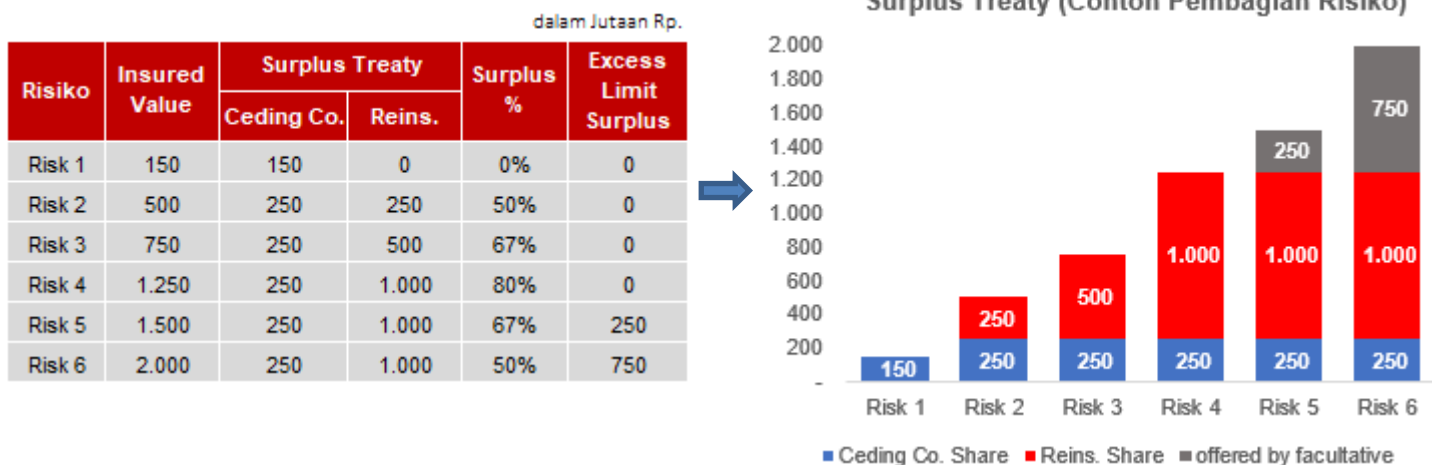 dalam Jutaan Rp.
Risiko Insured Value Surplus Treaty Surplus % Excess Limit Surplus
Ceding Co. Reins.
Risk 1 150 150 0 0% 0
Risk 2 500 250 250 50% 0
Risk 3 750 250 500 67% 0
Risk 4 1.250 250 1.000 80% 0
Risk 5 1.500 250 1.000 67% 250
Risk 6 2.000 250 1.000 50% 750
Surplus Treaty (Conton Pembagian Risiko)
2.000
1.800
1.600
1.400
1.200
1.000
800
600
400
200
-
750
250
1.000 1.000 1.000
500
250
150 250 250 250 250 250
Risk 1 Risk 2 Risk 3 Risk 4 Risk 5 Risk 6
Ceding Co. Share Reins. Share offered by facultative